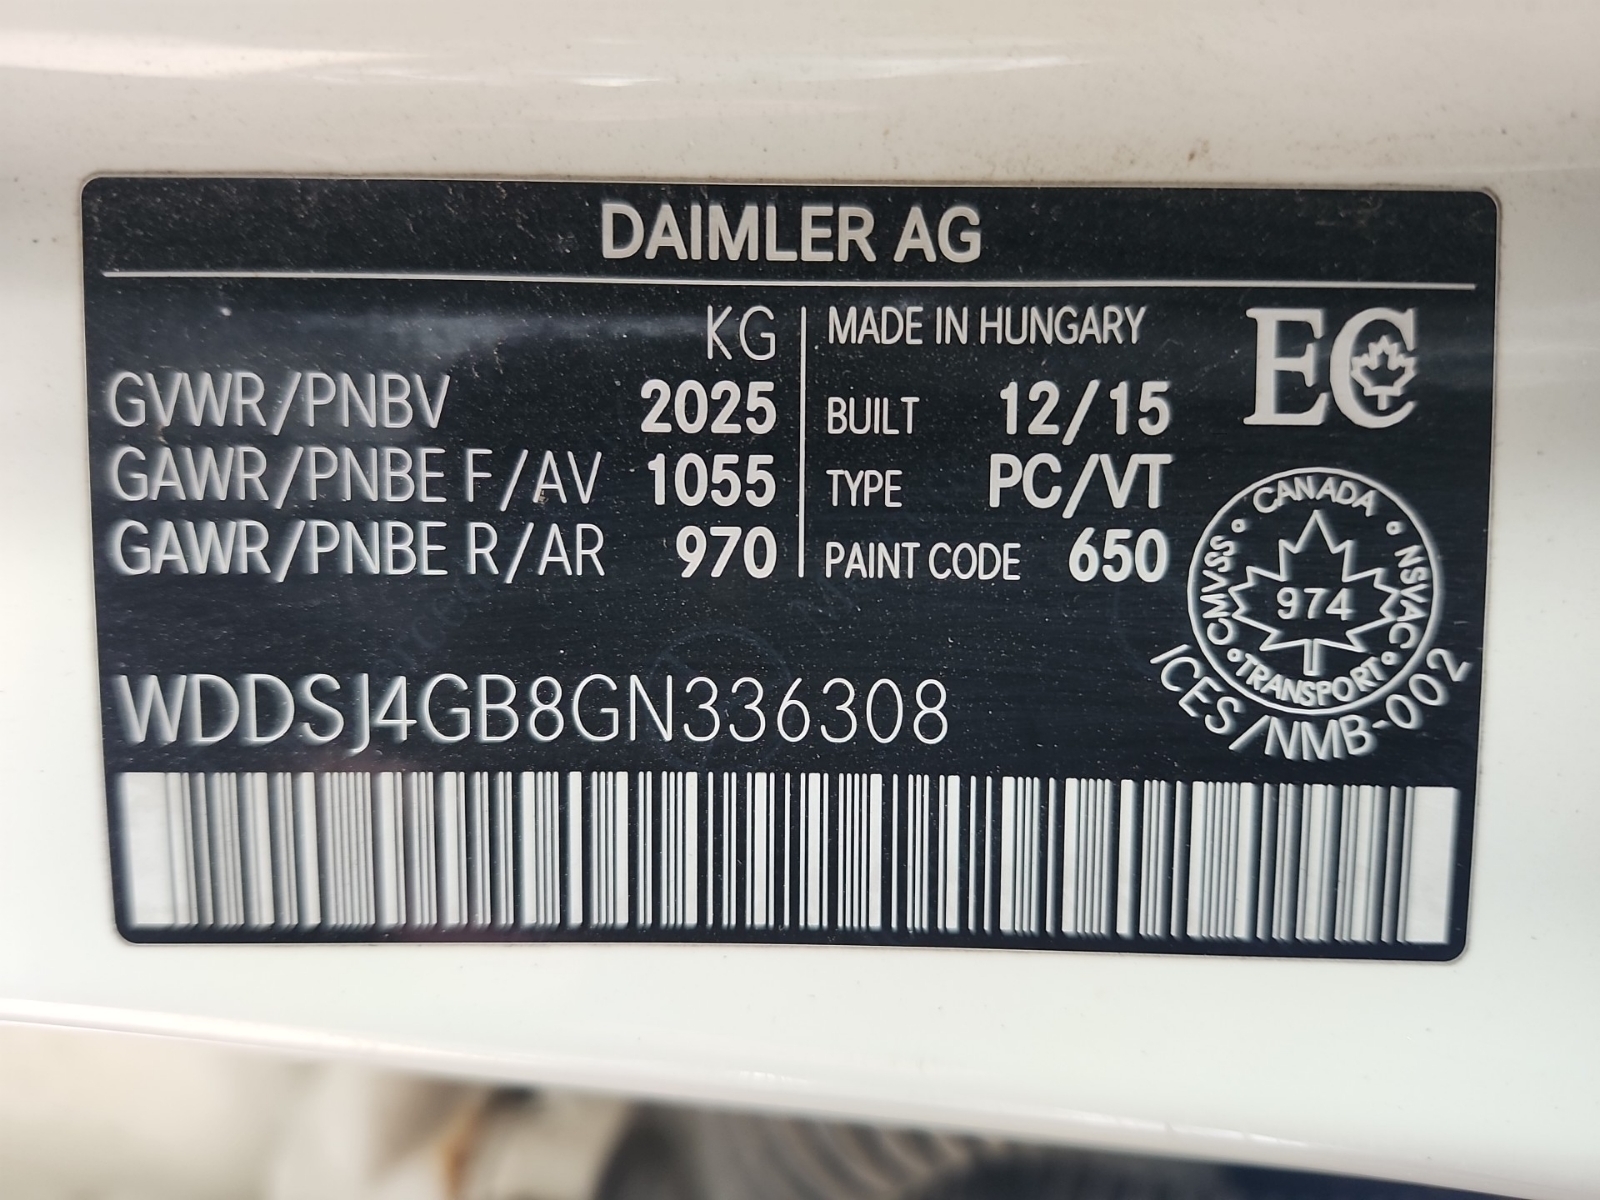 DAIMLER AG
KG
GVWR/PNBV 2025
GAWR/PNBE F/AV 1055
GAWR/PNBE R/AR 970
MADE IN HUNGARY
BUILT 12/15
TYPE PC/VT
PAINT CODE 650
EC
CANADA
NSVAC
TRANSPORT
CMVSS
974
ICES/NMB-002
WDDSJ4GB8GN336308